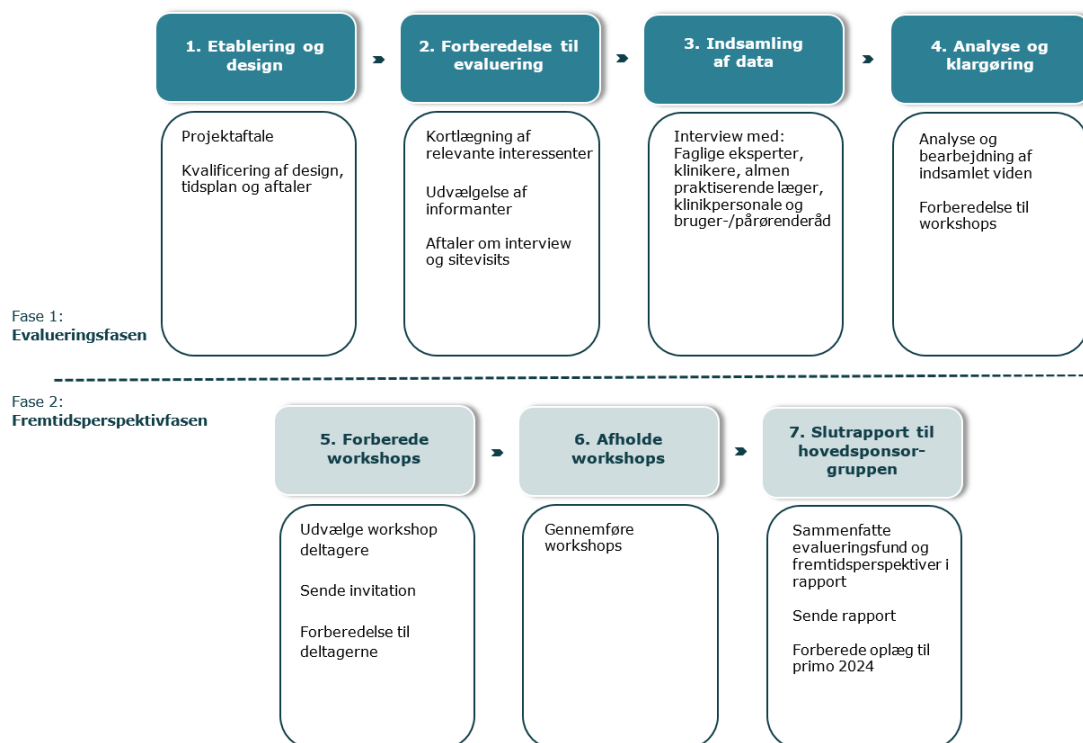 1. Etablering og
design
2. Forberedelse til
evaluering
3. Indsamling
af data
4. Analyse og
klargøring
Projektaftale
Kvalificering af design,
tidsplan og aftaler
Kortlægning af
relevante interessenter
Udvælgelse af
informanter
Aftaler om interview
og sitevisits
Interview med:
Faglige eksperter,
klinikere, almen
praktiserende læger,
klinikpersonale og
bruger-/pårørenderåd
Analyse og
bearbejdning af
indsamlet viden
Forberedelse til
workshops
Fase 1:
Evalueringsfasen
Fase 2:
Fremtidsperspektivfasen
5. Forberede
workshops
6. Afholde
workshops
7. Slutrapport til
hovedsponsor-
gruppen
Udvælge workshop
deltagere
Sende invitation
Forberedelse til
deltagerne
Gennemføre
workshops
Sammenfatte
evalueringsfund og
fremtidsperspektiver i
rapport
Sende rapport
Forberede oplæg til
primo 2024